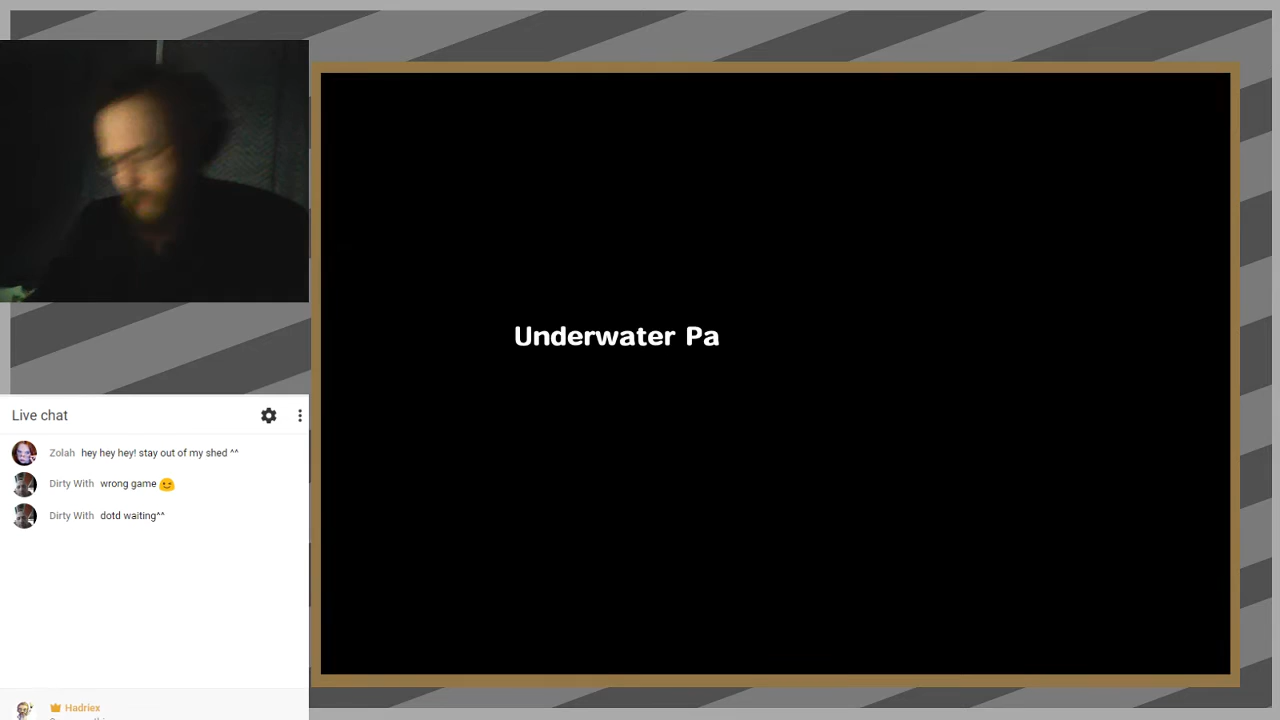 Underwater Pa
Live chat
Zolah hey hey hey! stay out of my shed ^^
Dirty With wrong game 😉
Dirty With dotd waiting^^
Hadriex